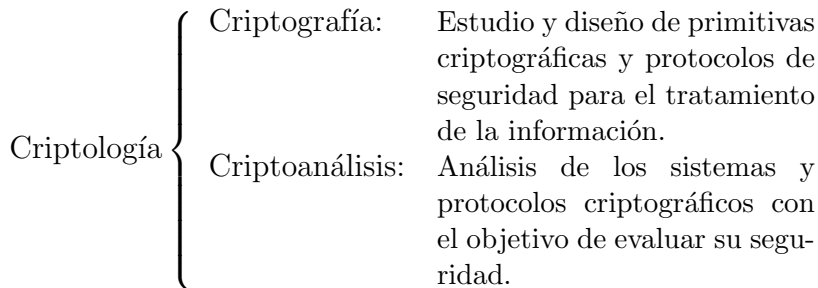 Criptología
Criptografía: Estudio y diseño de primitivas
criptográficas y protocolos de
seguridad para el tratamiento
de la información.
Criptoanálisis: Análisis de los sistemas y
protocolos criptográficos con
el objetivo de evaluar su segu-
ridad.